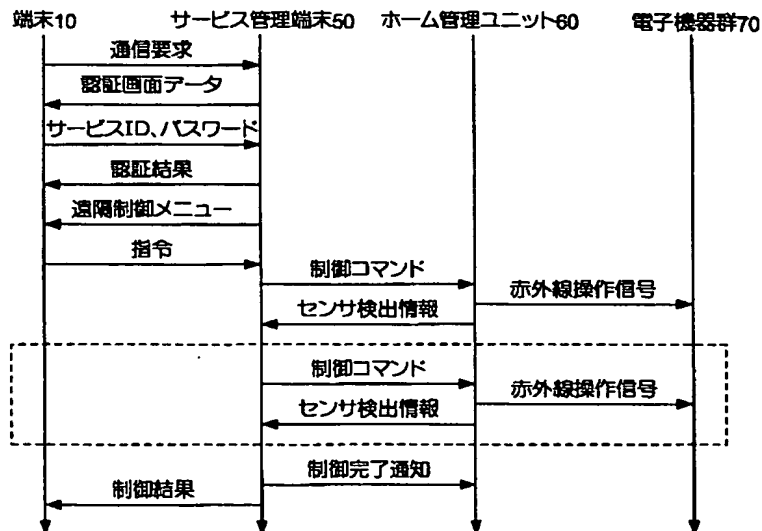 端末10 サービス管理端末50 ホーム管理ユニット60 電子機器群70
通信要求
認証画面データ
サービスID、パスワード
認証結果
遠隔制御メニュー
指令
制御コマンド
赤外線操作信号
センサ検出情報
制御コマンド
赤外線操作信号
センサ検出情報
制御完了通知
制御結果